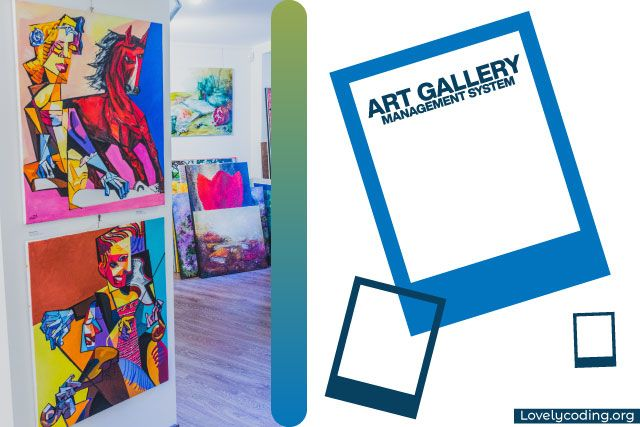 ART GALLERY
MANAGEMENT SYSTEM
Lovelycoding.org